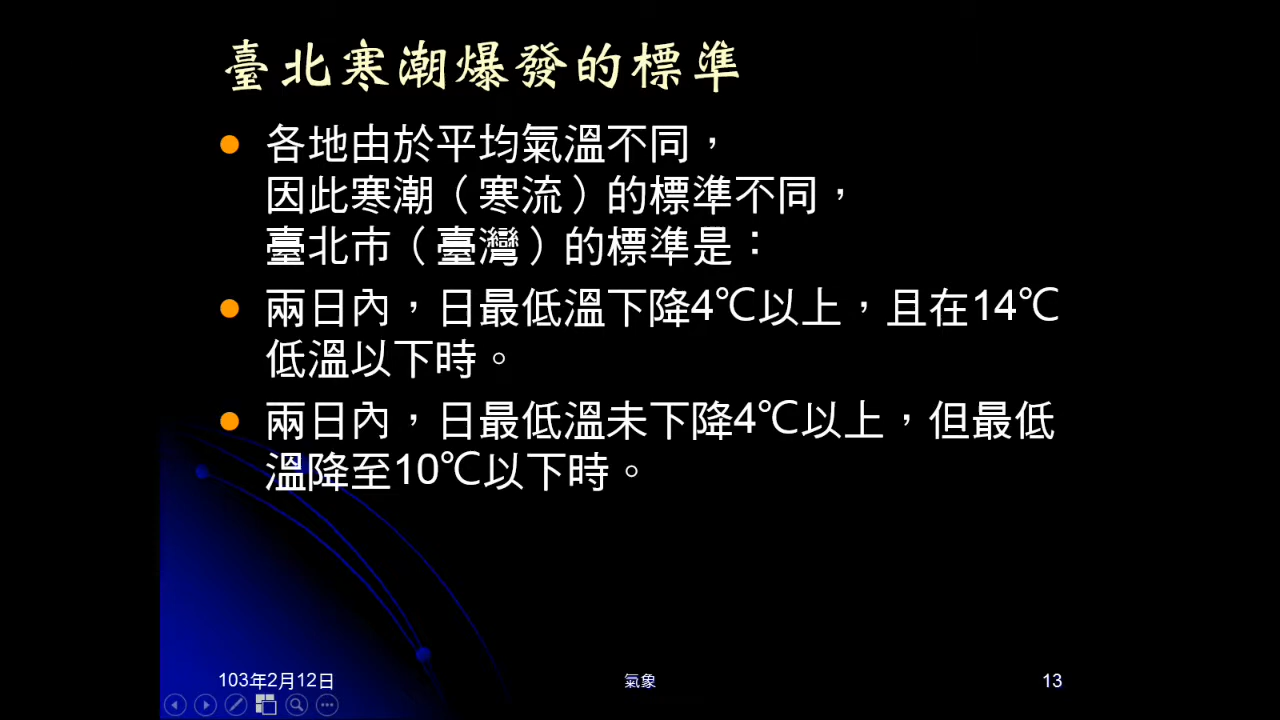 臺北寒潮爆發的標準
各地由於平均氣溫不同，
因此寒潮（寒流）的標準不同，
臺北市（臺灣）的標準是：
兩日內，日最低溫下降4℃以上，且在14℃
低溫以下時。
兩日內，日最低溫未下降4℃以上，但最低
溫降至10℃以下時。
103年2月12日
氣象
13